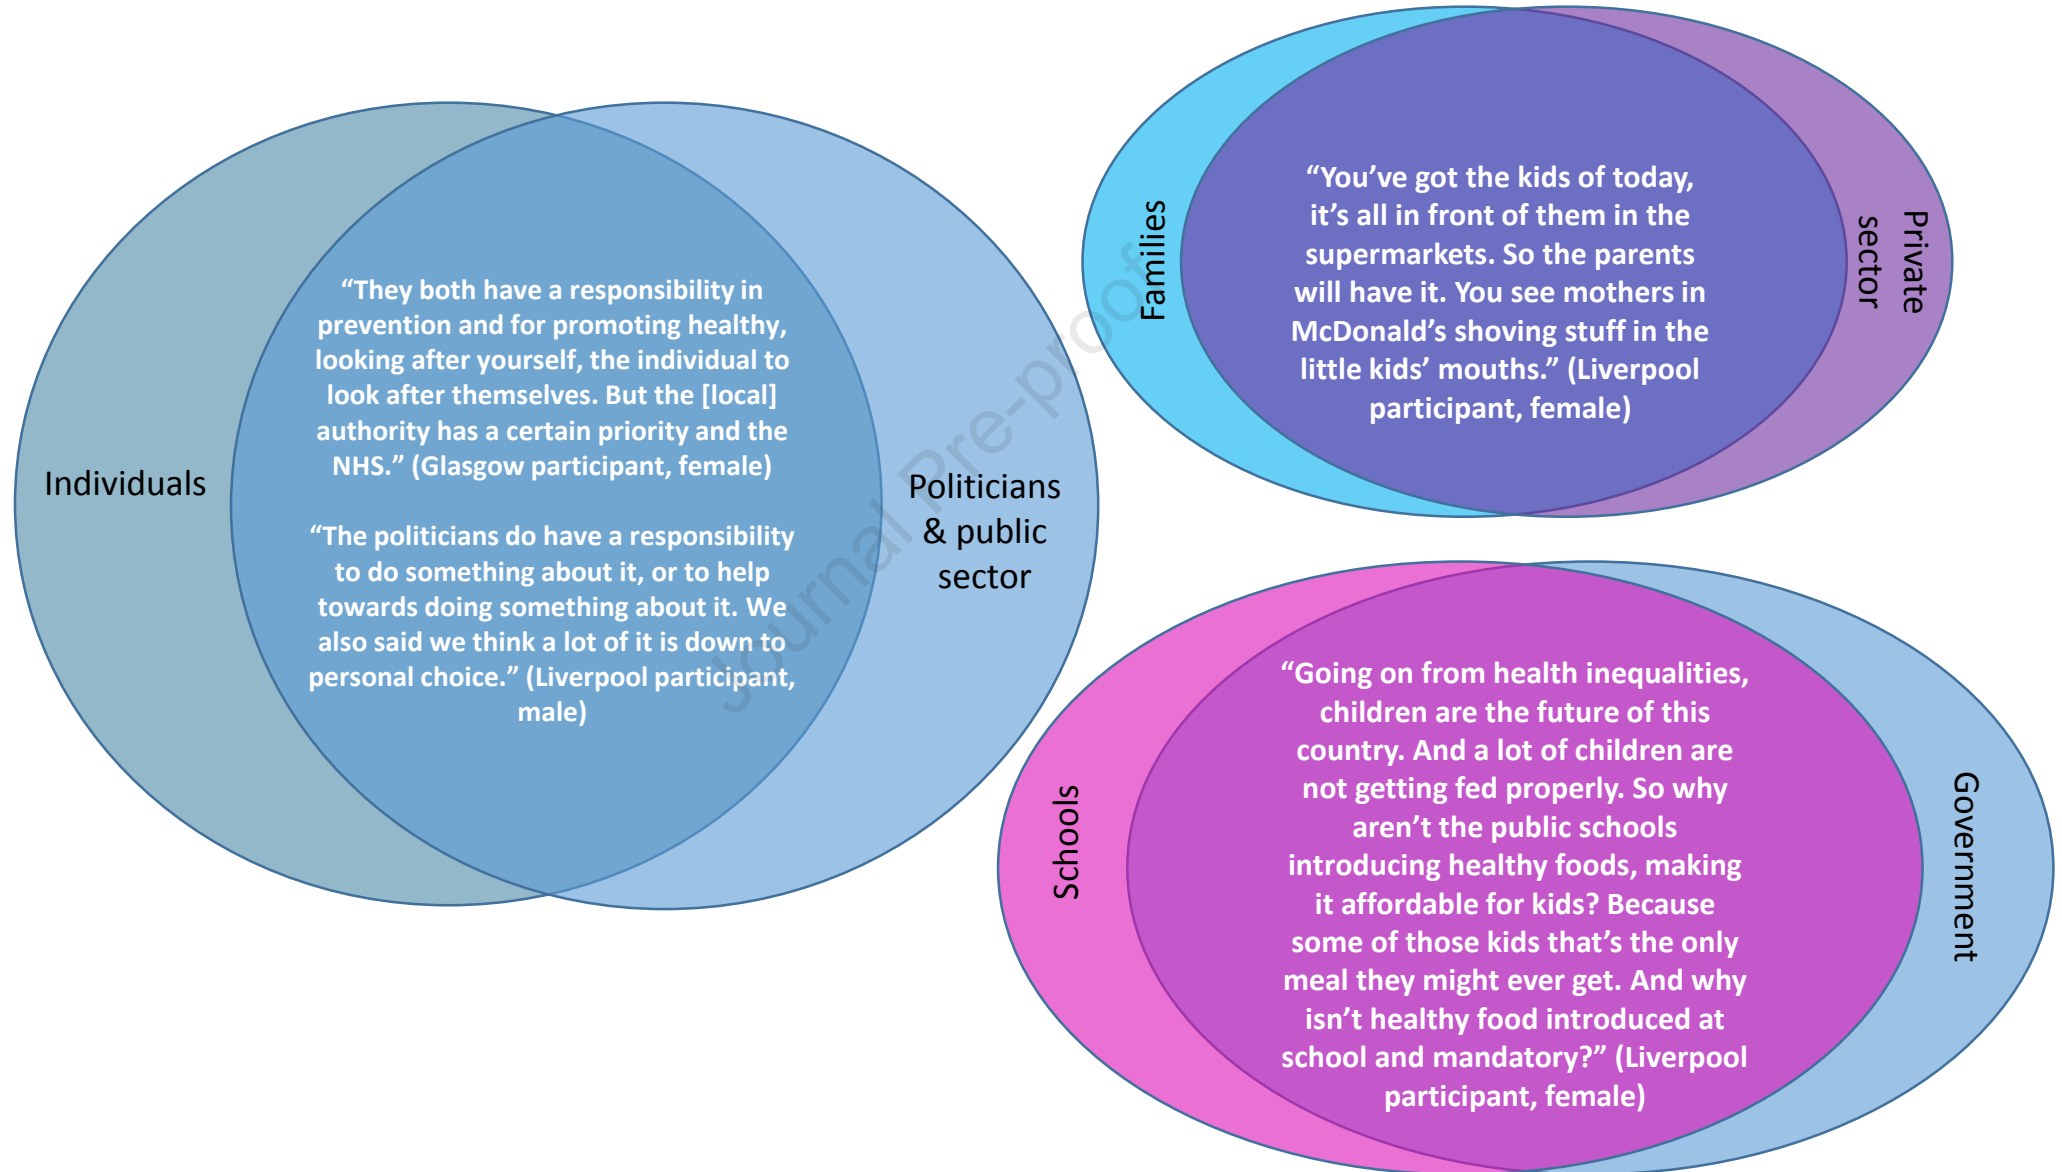 Individuals
“They both have a responsibility in
prevention and for promoting healthy,
looking after yourself, the individual to
look after themselves. But the [local]
authority has a certain priority and the
NHS.” (Glasgow participant, female)
“The politicians do have a responsibility
to do something about it, or to help
towards doing something about it. We
also said we think a lot of it is down to
personal choice.” (Liverpool participant,
male)
Politicians
& public
sector
Journal Pre-proof
Families
“You’ve got the kids of today,
it’s all in front of them in the
supermarkets. So the parents
will have it. You see mothers in
McDonald’s shoving stuff in the
little kids’ mouths.” (Liverpool
participant, female)
Private
sector
Schools
“Going on from health inequalities,
children are the future of this
country. And a lot of children are
not getting fed properly. So why
aren’t the public schools
introducing healthy foods, making
it affordable for kids? Because
some of those kids that’s the only
meal they might ever get. And why
isn’t healthy food introduced at
school and mandatory?” (Liverpool
participant, female)
Government